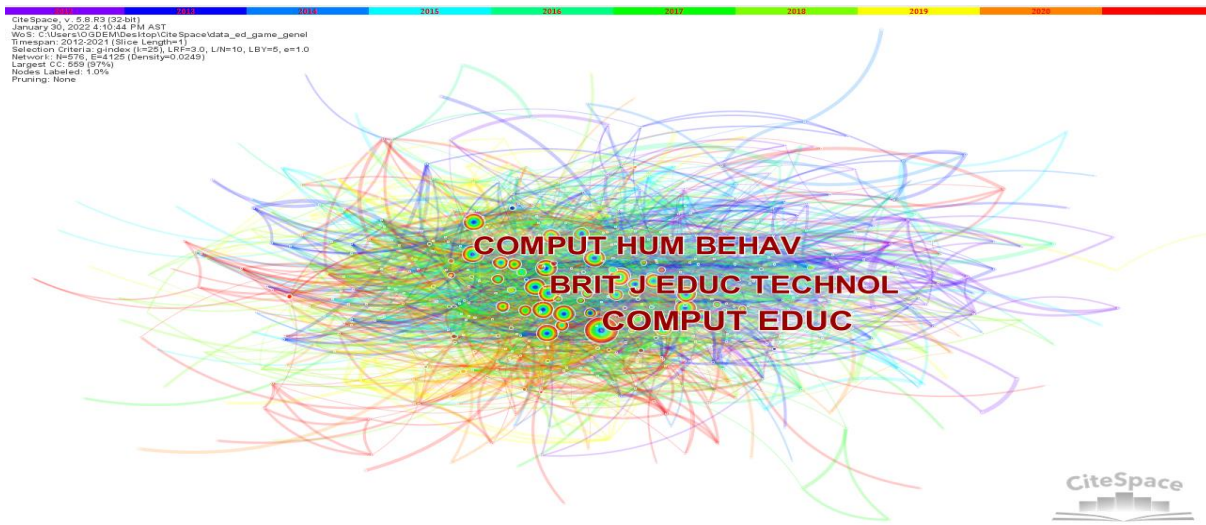 2013 2014 2015 2016 2017 2018 2019 2020
CiteSpace, v. 5.8.R3 (32-bit)
January 30, 2022 4:10:44 PM AST
WoS: C:\Users\OGDEM\Desktop\CiteSpace\data_ed_game_genel
Timespan: 2012-2021 (Slice Length=1)
Selection Criteria: g-index (k=25), LRF=3.0, L/N=10, LBY=5, e=1.0
Network: N=576, E=4125 (Density=0.0249)
Largest CC: 559 (97%)
Nodes Labeled: 1.0%
Pruning: None
COMPUT HUM BEHAV
BRIT J EDUC TECHNOL
COMPUT EDUC
CiteSpace